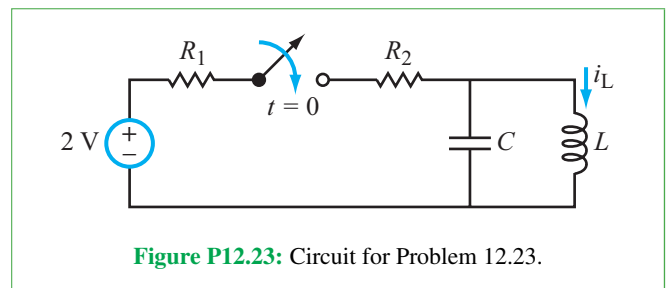 R1
R2
iL
t = 0
2 V
+
−
C
L
Figure P12.23: Circuit for Problem 12.23.